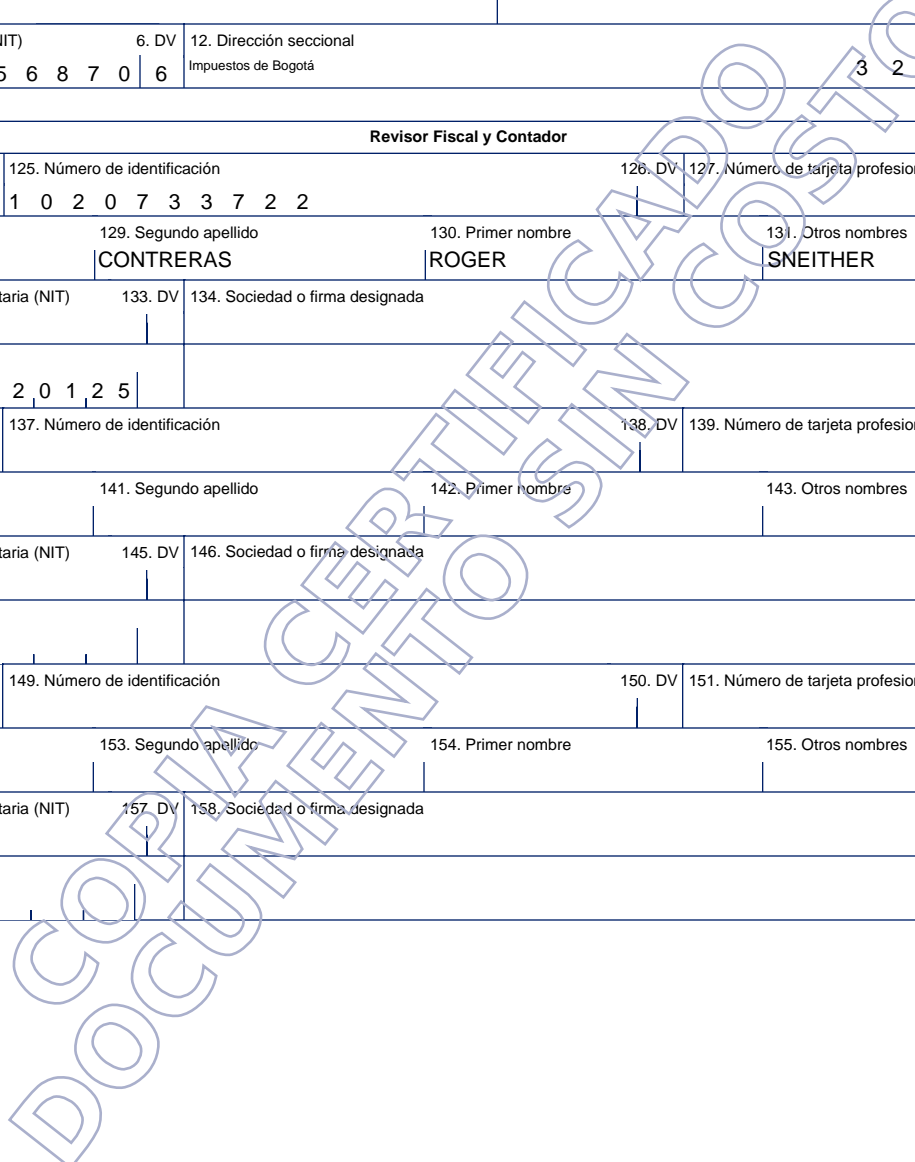 IT) 6. DV 12. Dirección seccional
5 6 8 7 0 6 Impuestos de Bogotá 3 2
Revisor Fiscal y Contador
125. Número de identificación 126. DV 127. Número de tarjeta profesion
1 0 2 0 7 3 3 7 2 2
129. Segundo apellido 130. Primer nombre 131. Otros nombres
CONTRERAS ROGER SNEITHER
taria (NIT) 133. DV 134. Sociedad o firma designada
2 0 1 2 5
137. Número de identificación 138. DV 139. Número de tarjeta profesion
141. Segundo apellido 142. Primer nombre 143. Otros nombres
taria (NIT) 145. DV 146. Sociedad o firma designada
149. Número de identificación 150. DV 151. Número de tarjeta profesion
153. Segundo apellido 154. Primer nombre 155. Otros nombres
taria (NIT) 157. DV 158. Sociedad o firma designada
COPIA CERTIFICADO
DOCUMENTO SIN COSTO